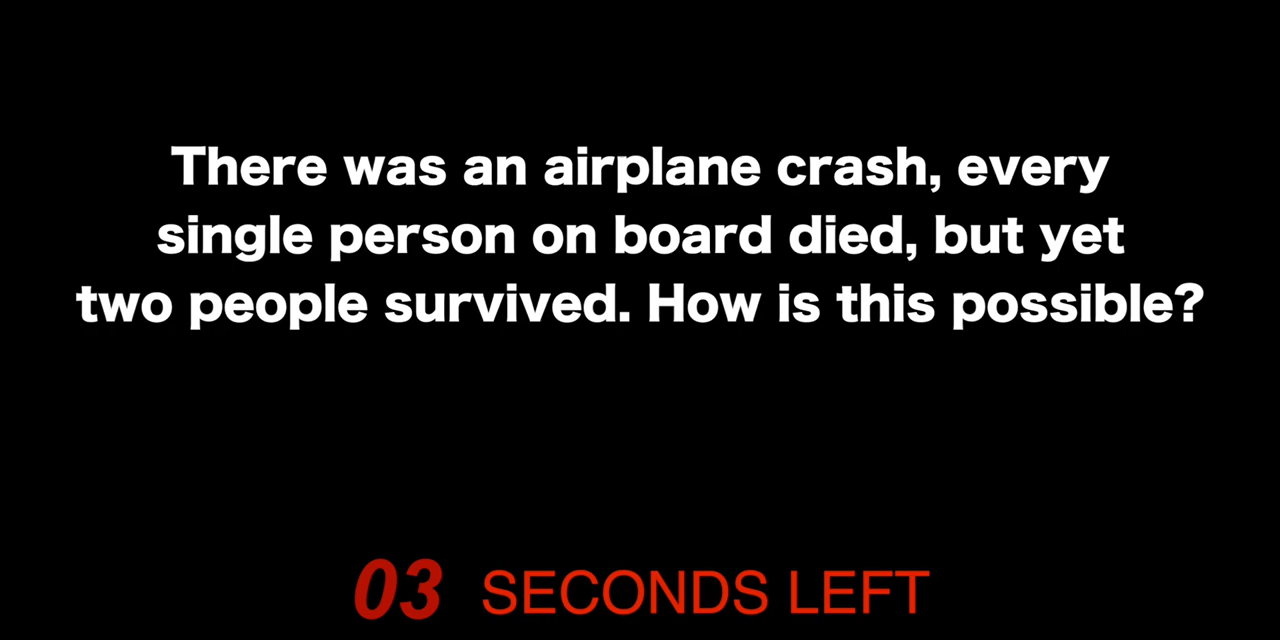 There was an airplane crash, every
single person on board died, but yet
two people survived. How is this possible?
03 SECONDS LEFT